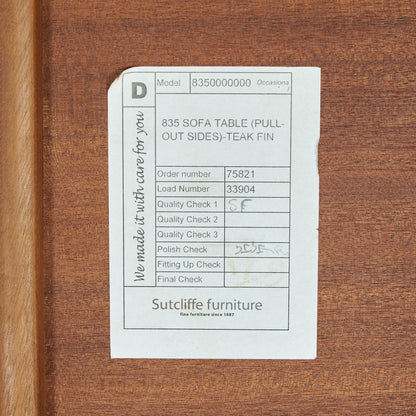 D
Model 8350000000 Occasiona
We made it with care for you
835 SOFA TABLE (PULL-
OUT SIDES)-TEAK FIN
Order number 75821
Load Number 33904
Quality Check 1 SF
Quality Check 2
Quality Check 3
Polish Check
Fitting Up Check
Final Check
Sutcliffe furniture
fine furniture since 1887